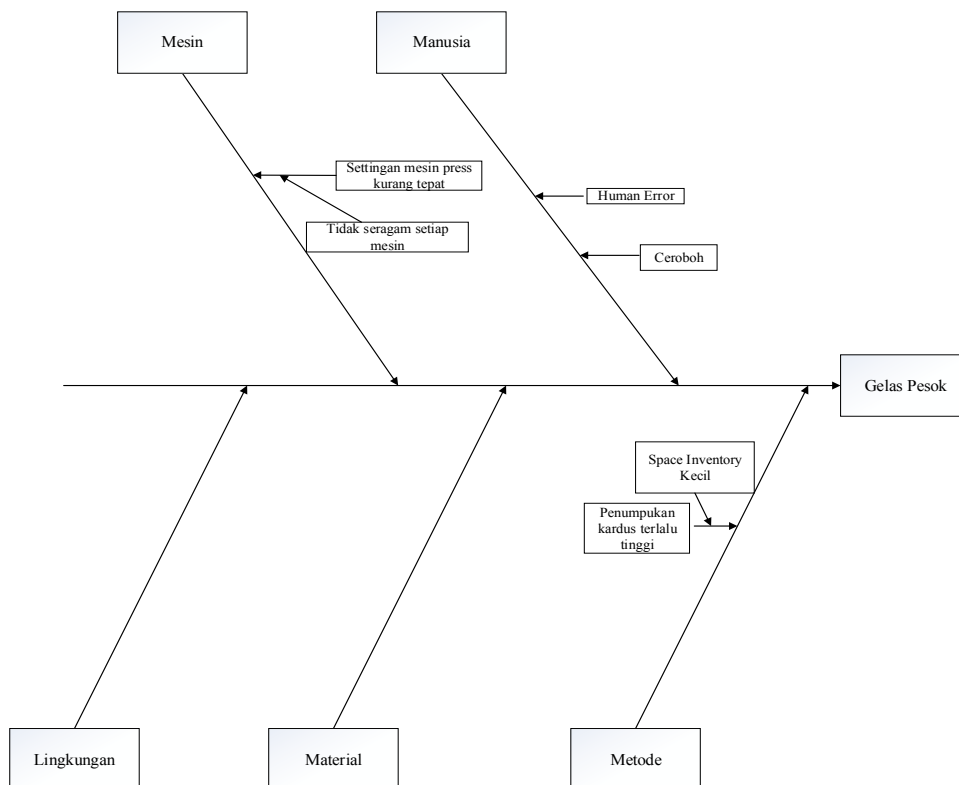 Mesin
Manusia
Settingan mesin press
kurang tepat
Tidak seragam setiap
mesin
Human Error
Ceroboh
Gelas Pesok
Space Inventory
Kecil
Penumpukan
kardus terlalu
tinggi
Lingkungan
Material
Metode